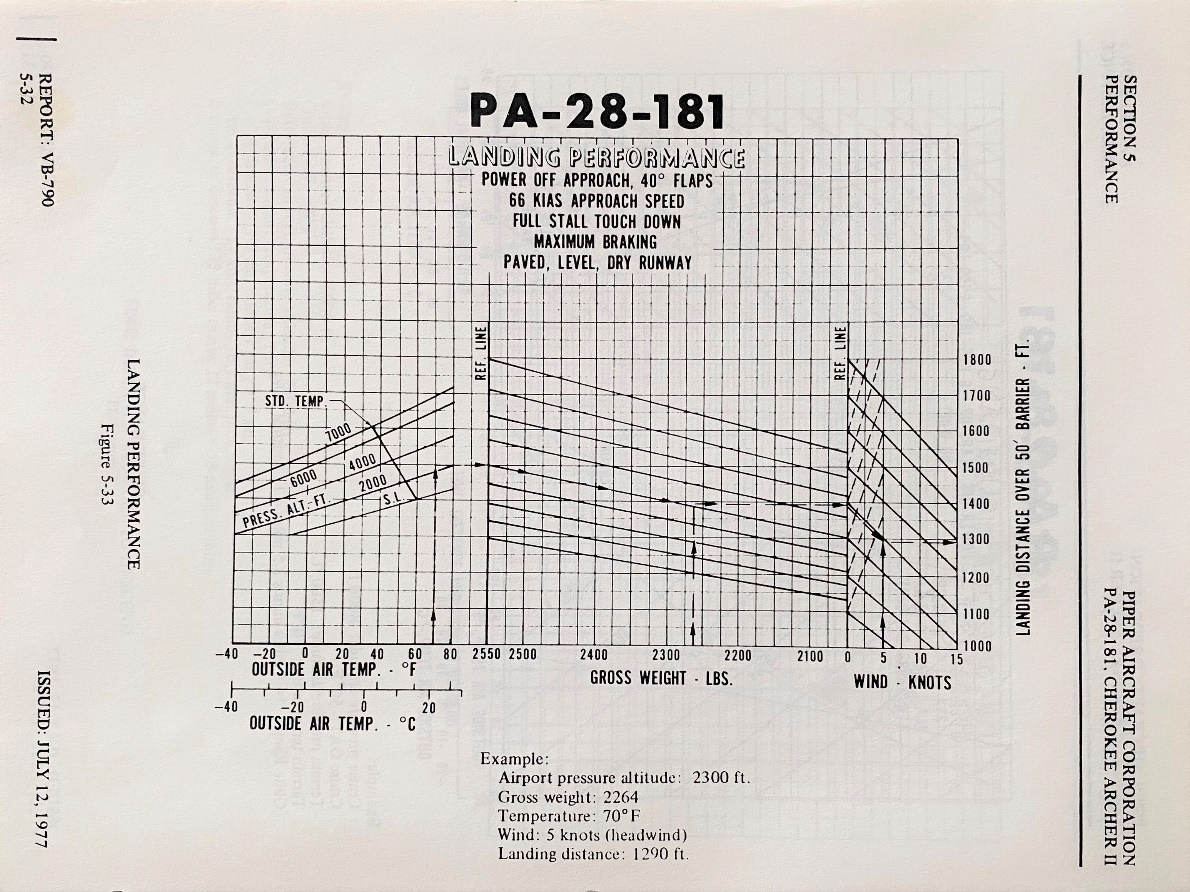 SECTION 5
PERFORMANCE
PIPER AIRCRAFT CORPORATION
PA-28-181, CHEROKEE ARCHER II
PA-28-181
LANDING PERFORMANCE
POWER OFF APPROACH, 40° FLAPS
66 KIAS APPROACH SPEED
FULL STALL TOUCH DOWN
MAXIMUM BRAKING
PAVED, LEVEL, DRY RUNWAY
REF. LINE
REF. LINE
STD. TEMP.
7000
6000
4000
2000
S.L.
PRESS. ALT. FT.
1800
1700
1600
1500
1400
1300
1200
1100
1000
LANDING DISTANCE OVER 50' BARRIER - FT.
-40 -20 0 20 40 60 80
OUTSIDE AIR TEMP. - °F
-40 -20 0 20
OUTSIDE AIR TEMP. - °C
2550 2500 2400 2300 2200 2100
GROSS WEIGHT - LBS.
0 5 10 15
WIND - KNOTS
Example:
Airport pressure altitude: 2300 ft.
Gross weight: 2264
Temperature: 70°F
Wind: 5 knots (headwind)
Landing distance: 1290 ft.
LANDING PERFORMANCE
Figure 5-33
REPORT: VB-790
5-32
ISSUED: JULY 12, 1977